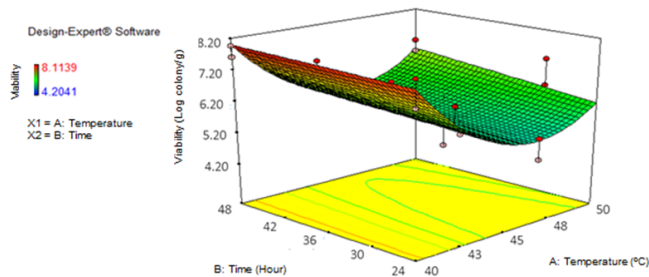 Design-Expert® Software
Viability
8.1139
4.2041
X1 = A: Temperature
X2 = B: Time
Viability (Log colony/g)
8.20
7.20
6.20
5.20
4.20
48
42
36
30
24
40
43
45
48
50
B: Time (Hour)
A: Temperature (ºC)